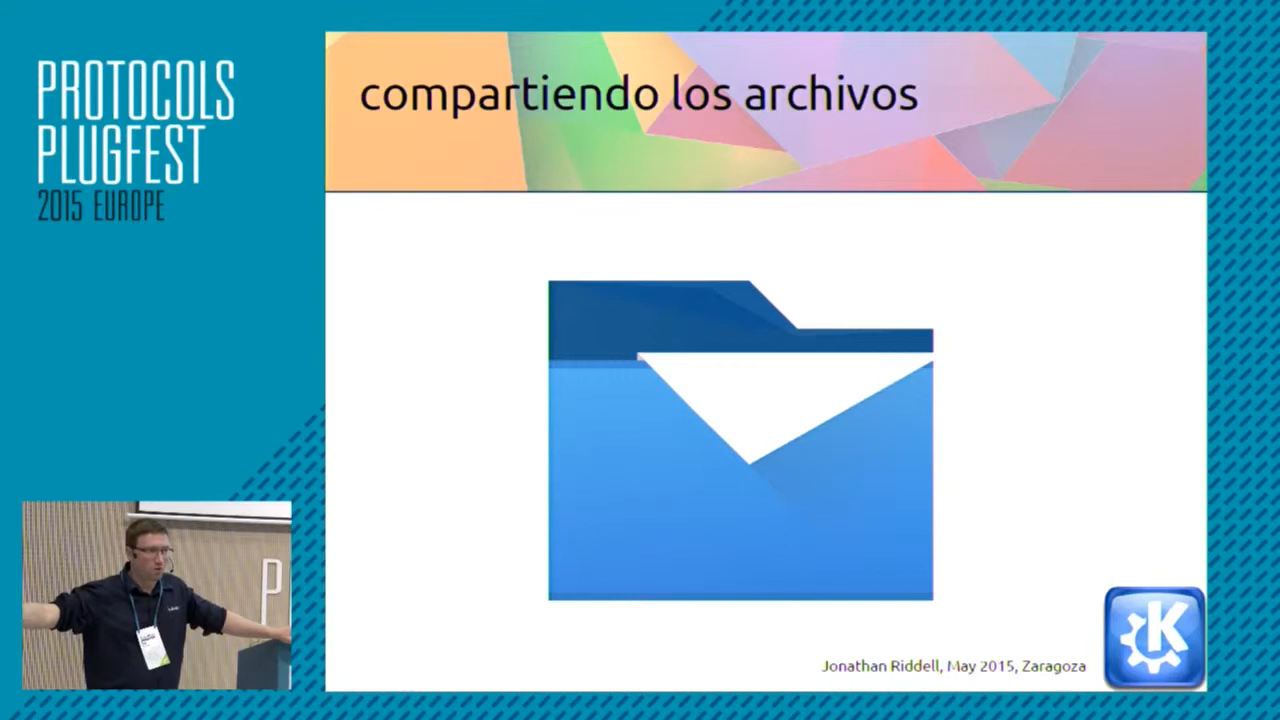 PROTOCOLS
PLUGFEST
2015 EUROPE
compartiendo los archivos
P
Jonathan Riddell, May 2015, Zaragoza
K